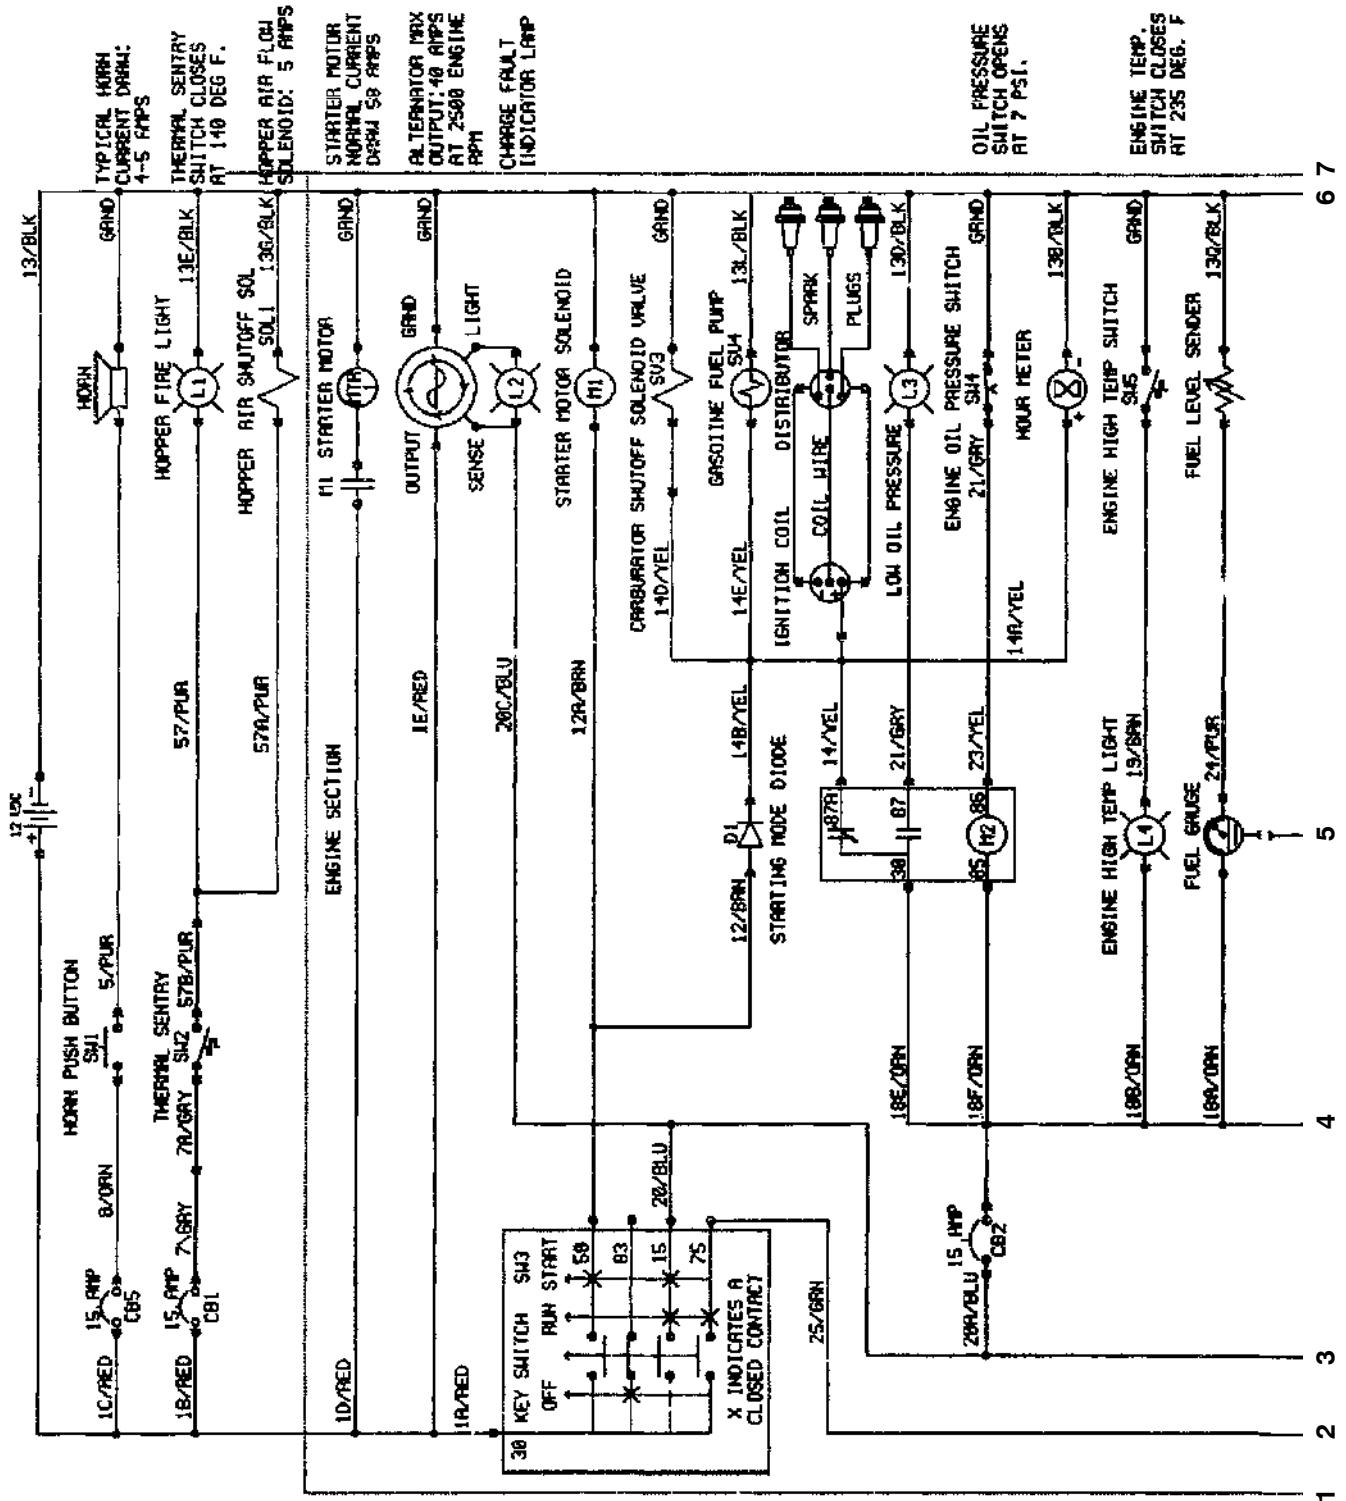 12 VDC
+
-
13/BLK
TYPICAL HORN
CURRENT DRAW:
4-5 AMPS
1C/RED
15 AMP
CB5
8/ORN
HORN PUSH BUTTON
SW1
5/PUR
HORN
GRND
THERMAL SENTRY
SWITCH CLOSES
AT 140 DEG F.
1B/RED
15 AMP
CB1
7\GRY
7A/GRY
THERMAL SENTRY
SW2
57B/PUR
57/PUR
HOPPER FIRE LIGHT
L1
13E/BLK
HOPPER AIR FLOW
SOLENOID: 5 AMPS
57A/PUR
HOPPER AIR SHUTOFF SOL
SOL1
13G/BLK
ENGINE SECTION
STARTER MOTOR
NORMAL CURRENT
DRAW 50 AMPS
1D/RED
M1 STARTER MOTOR
MTR
1
GRND
ALTERNATOR MAX
OUTPUT:40 AMPS
AT 2500 ENGINE
RPM
1A/RED
1E/RED
OUTPUT
GRND
GRND
SENSE
LIGHT
CHARGE FAULT
INDICATOR LAMP
20C/BLU
L2
30 KEY SWITCH SW3
OFF RUN START
50
83
15
75
X INDICATES A
CLOSED CONTACT
12A/BRN
STARTER MOTOR SOLENOID
M1
20/BLU
CARBURATOR SHUTOFF SOLENOID VALVE
14D/YEL
SV3
GRND
25/GRN
12/BRN
D1
STARTING MODE DIODE
14B/YEL
14E/YEL
GASOLINE FUEL PUMP
SV4
13L/BLK
IGNITION COIL
DISTRIBUTOR
COIL WIRE
SPARK
PLUGS
+
-
87A
14/YEL
18E/ORN
30
87
21/GRY
LOW OIL PRESSURE
L3
13D/BLK
15 AMP
CB2
20A/BLU
18F/ORN
85
M2
86
23/YEL
ENGINE OIL PRESSURE SWITCH
21/GRY
SW4
GRND
OIL PRESSURE
SWITCH OPENS
AT 7 PSI.
14A/YEL
HOUR METER
+
-
13B/BLK
ENGINE HIGH TEMP LIGHT
18B/ORN
L4
19/BRN
ENGINE HIGH TEMP SWITCH
SW5
GRND
ENGINE TEMP.
SWITCH CLOSES
AT 235 DEG. F
18A/ORN
FUEL GAUGE
24/PUR
FUEL LEVEL SENDER
13Q/BLK
1
2
3
4
5
6
7